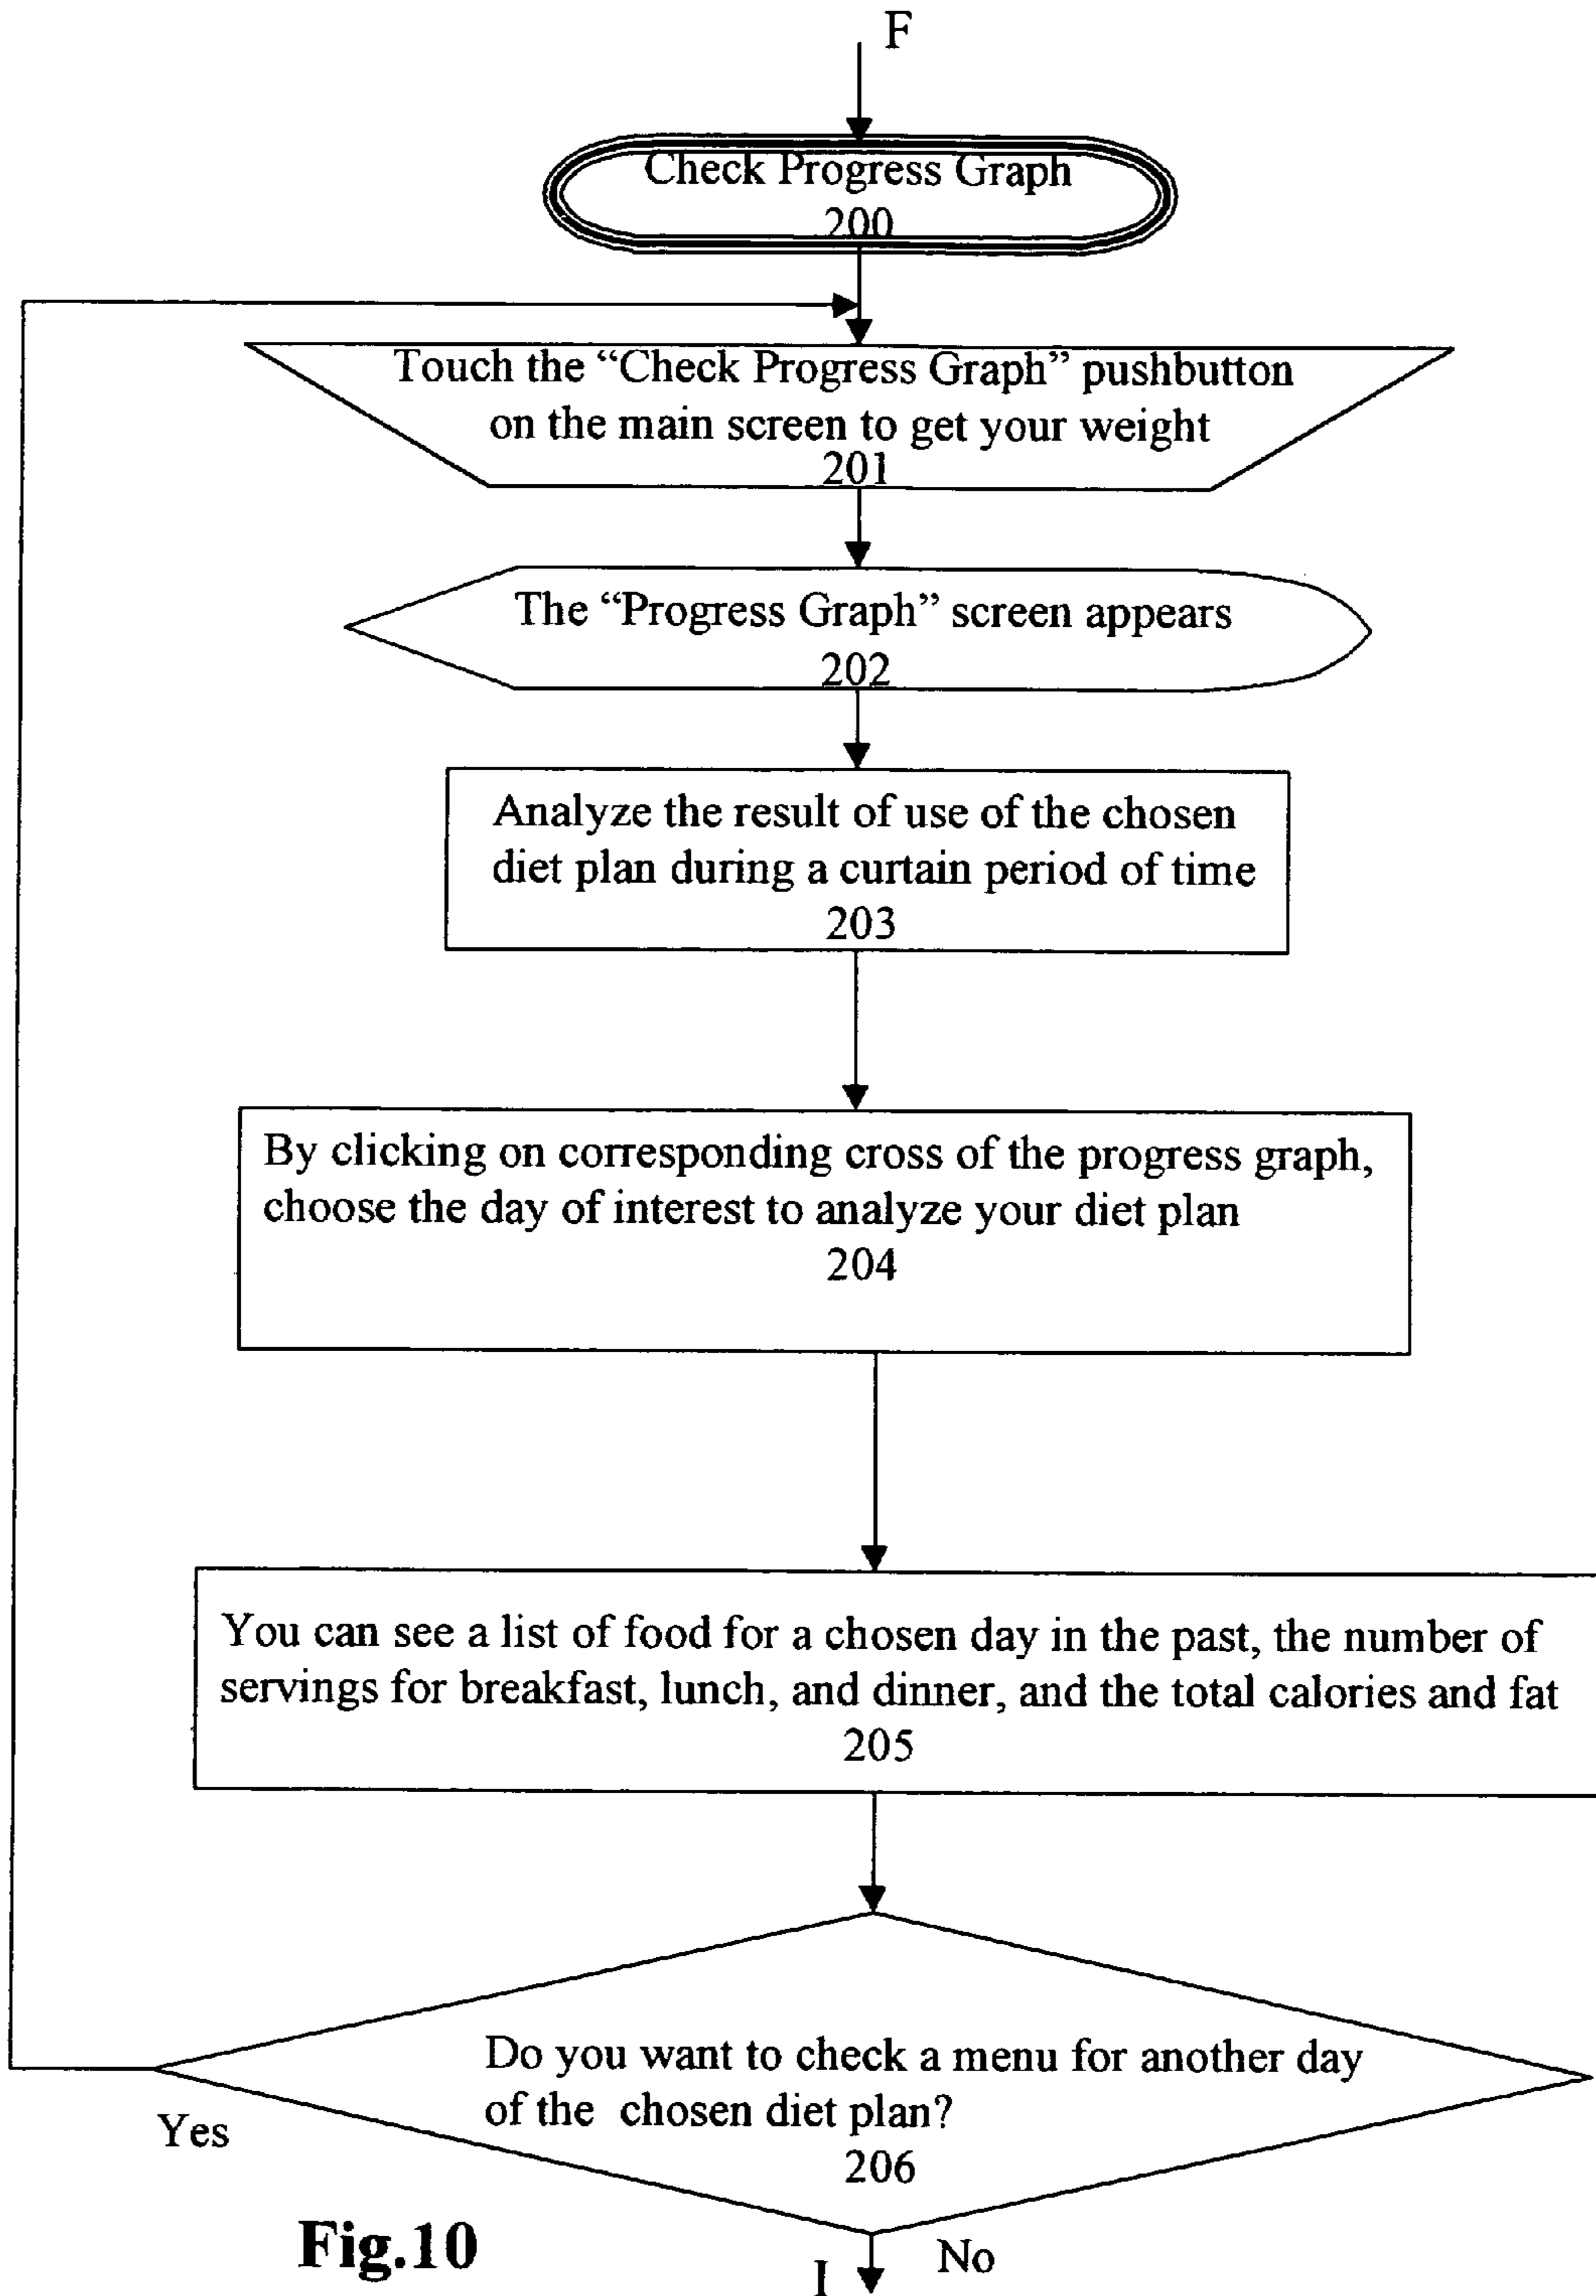 F
Check Progress Graph
200
Touch the “Check Progress Graph” pushbutton
on the main screen to get your weight
201
The “Progress Graph” screen appears
202
Analyze the result of use of the chosen
diet plan during a curtain period of time
203
By clicking on corresponding cross of the progress graph,
choose the day of interest to analyze your diet plan
204
You can see a list of food for a chosen day in the past, the number of
servings for breakfast, lunch, and dinner, and the total calories and fat
205
Do you want to check a menu for another day
of the chosen diet plan?
206
Yes
No
I
Fig.10